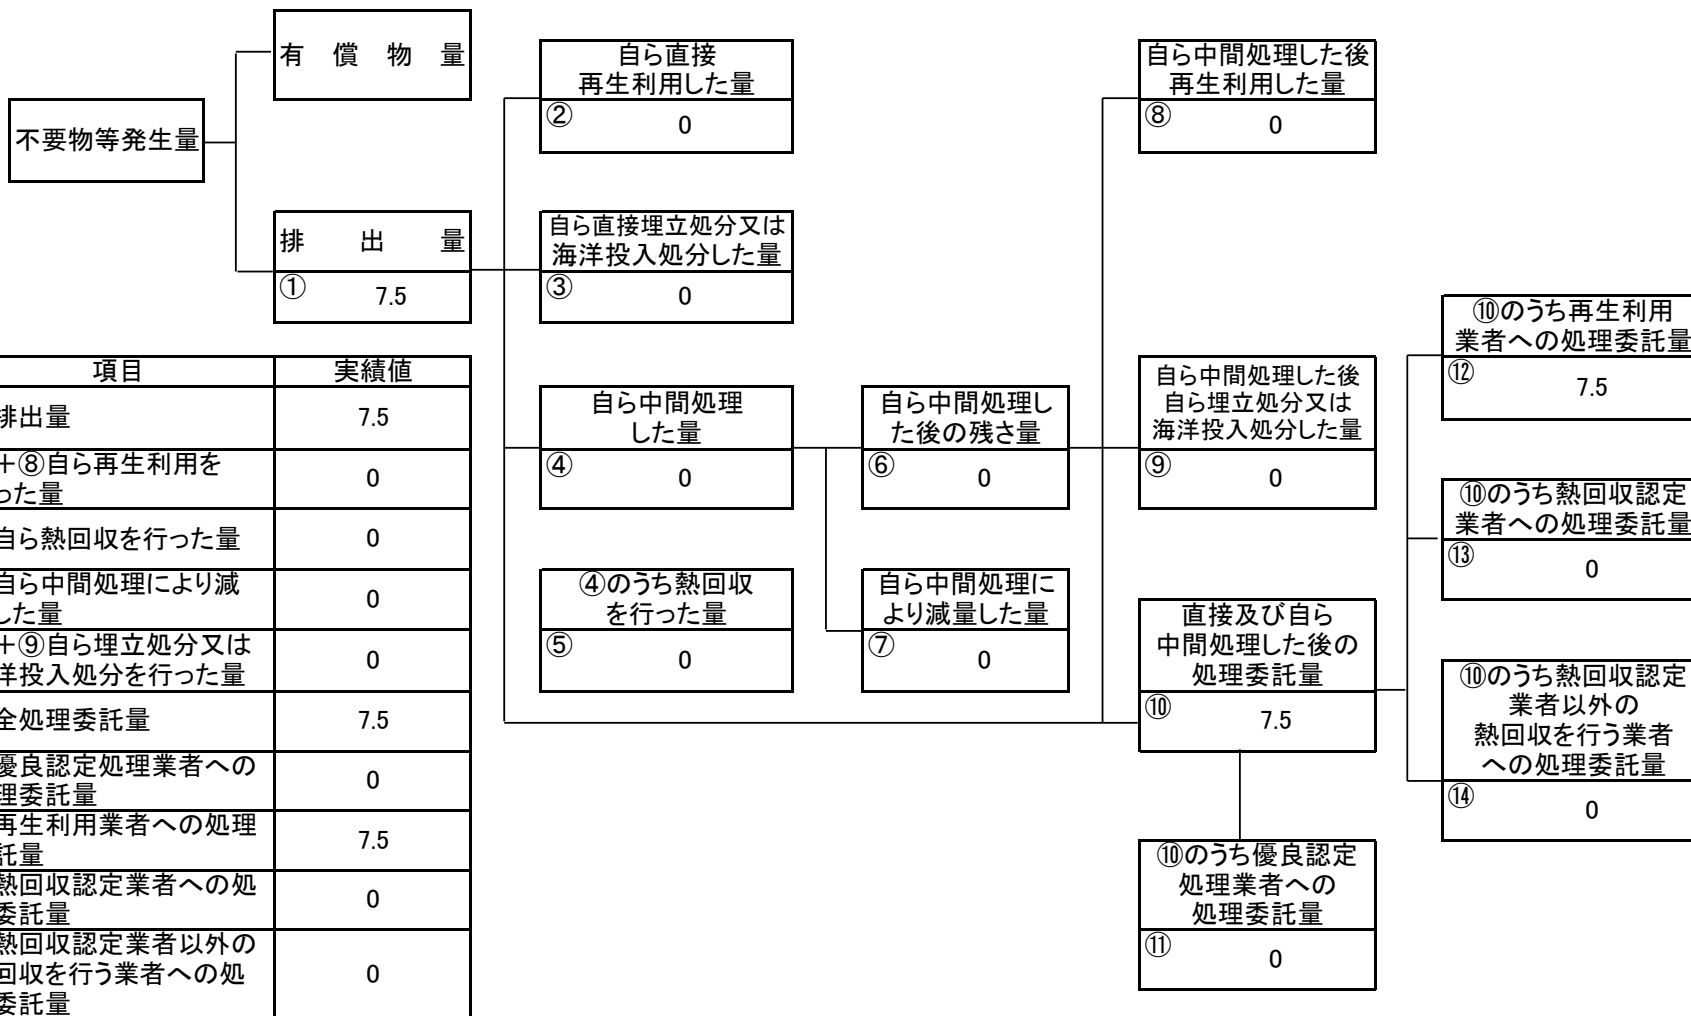 有償物量
不要物等発生量
排出量
① 7.5
自ら直接
再生利用した量
② 0
自ら直接埋立処分又は
海洋投入処分した量
③ 0
自ら中間処理
した量
④ 0
④のうち熱回収
を行った量
⑤ 0
自ら中間処理し
た後の残さ量
⑥ 0
自ら中間処理に
より減量した量
⑦ 0
自ら中間処理した後
再生利用した量
⑧ 0
自ら中間処理した後
自ら埋立処分又は
海洋投入処分した量
⑨ 0
直接及び自ら
中間処理した後の
処理委託量
⑩ 7.5
⑩のうち優良認定
処理業者への
処理委託量
⑪ 0
⑩のうち再生利用
業者への処理委託量
⑫ 7.5
⑩のうち熱回収認定
業者への処理委託量
⑬ 0
⑩のうち熱回収認定
業者以外の
熱回収を行う業者
への処理委託量
⑭ 0
項目 実績値
排出量 7.5
+⑧自ら再生利用を
った量 0
自ら熱回収を行った量 0
自ら中間処理により減
した量 0
+⑨自ら埋立処分又は
洋投入処分を行った量 0
全処理委託量 7.5
優良認定処理業者への
理委託量 0
再生利用業者への処理
託量 7.5
熱回収認定業者への処
委託量 0
熱回収認定業者以外の
回収を行う業者への処
委託量 0